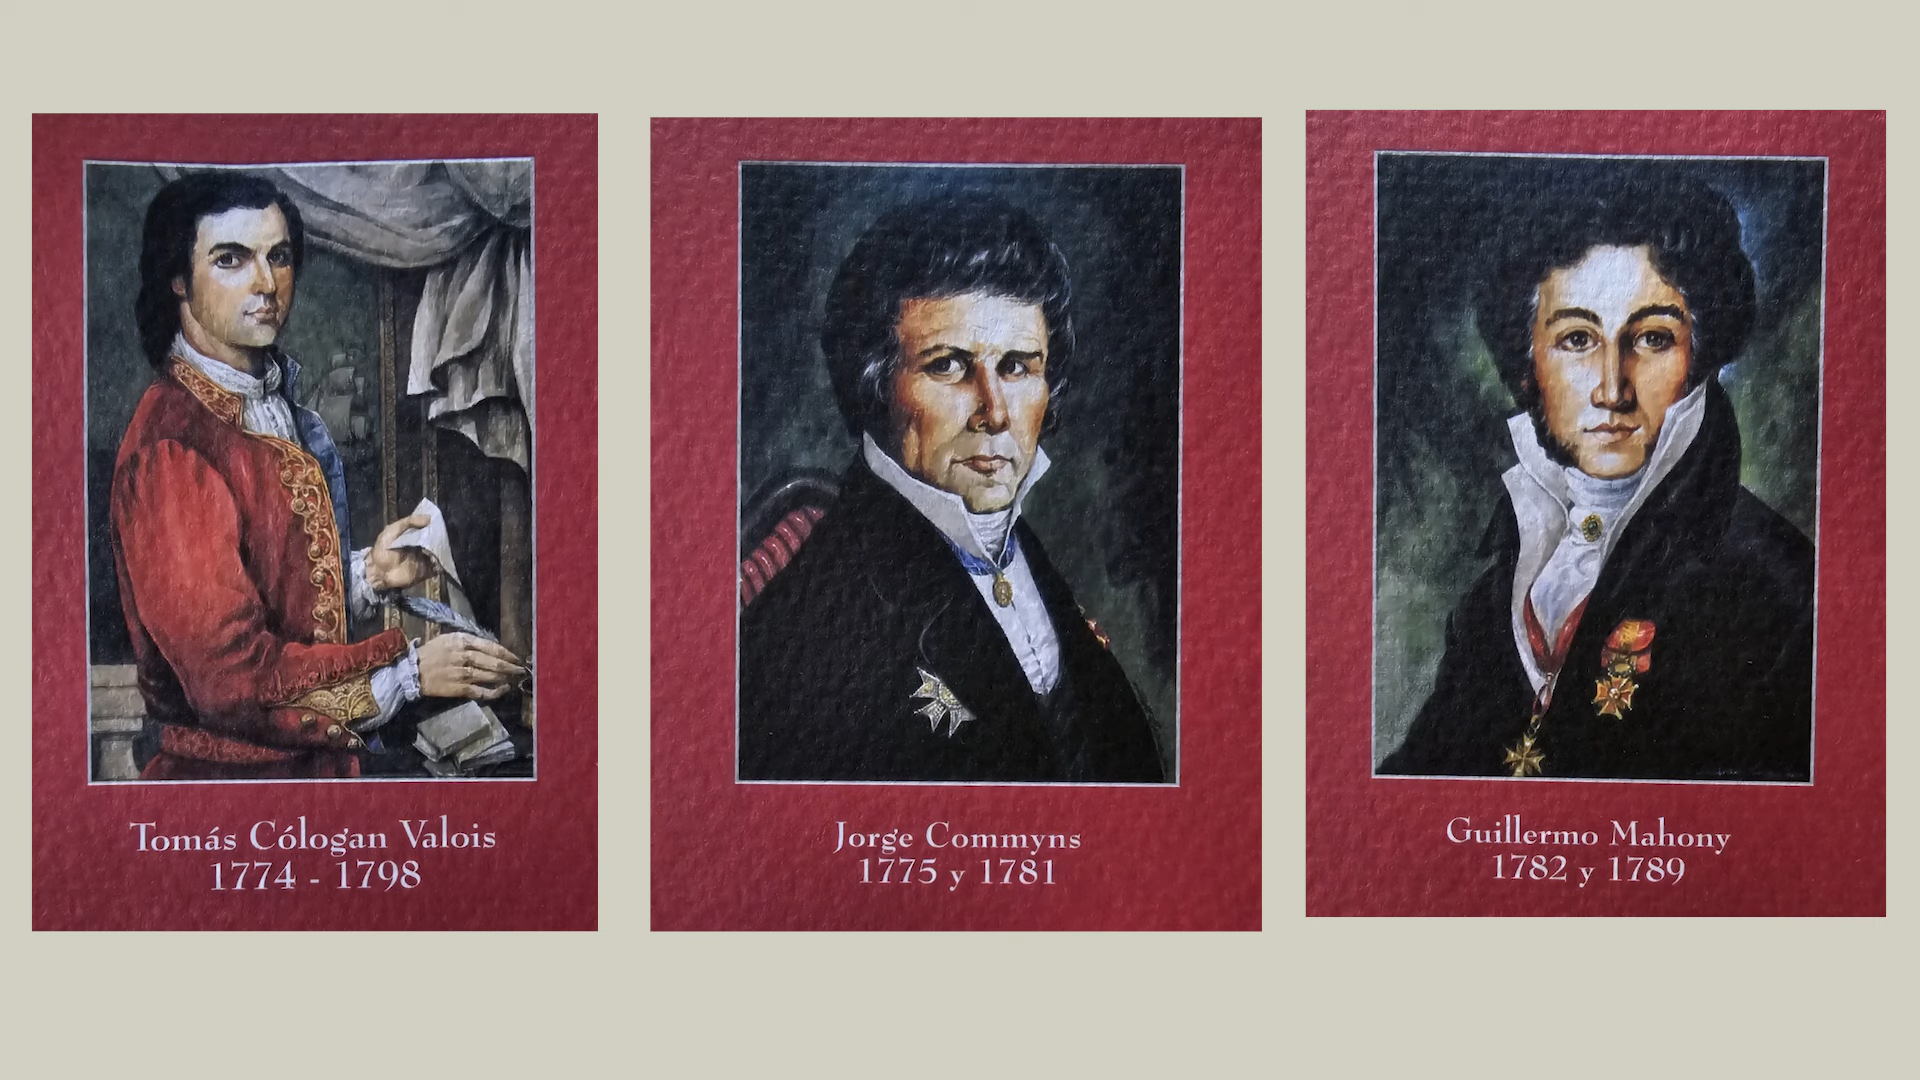 Tomás Cólogan Valois
1774 - 1798
Jorge Commyns
1775 y 1781
Guillermo Mahony
1782 y 1789